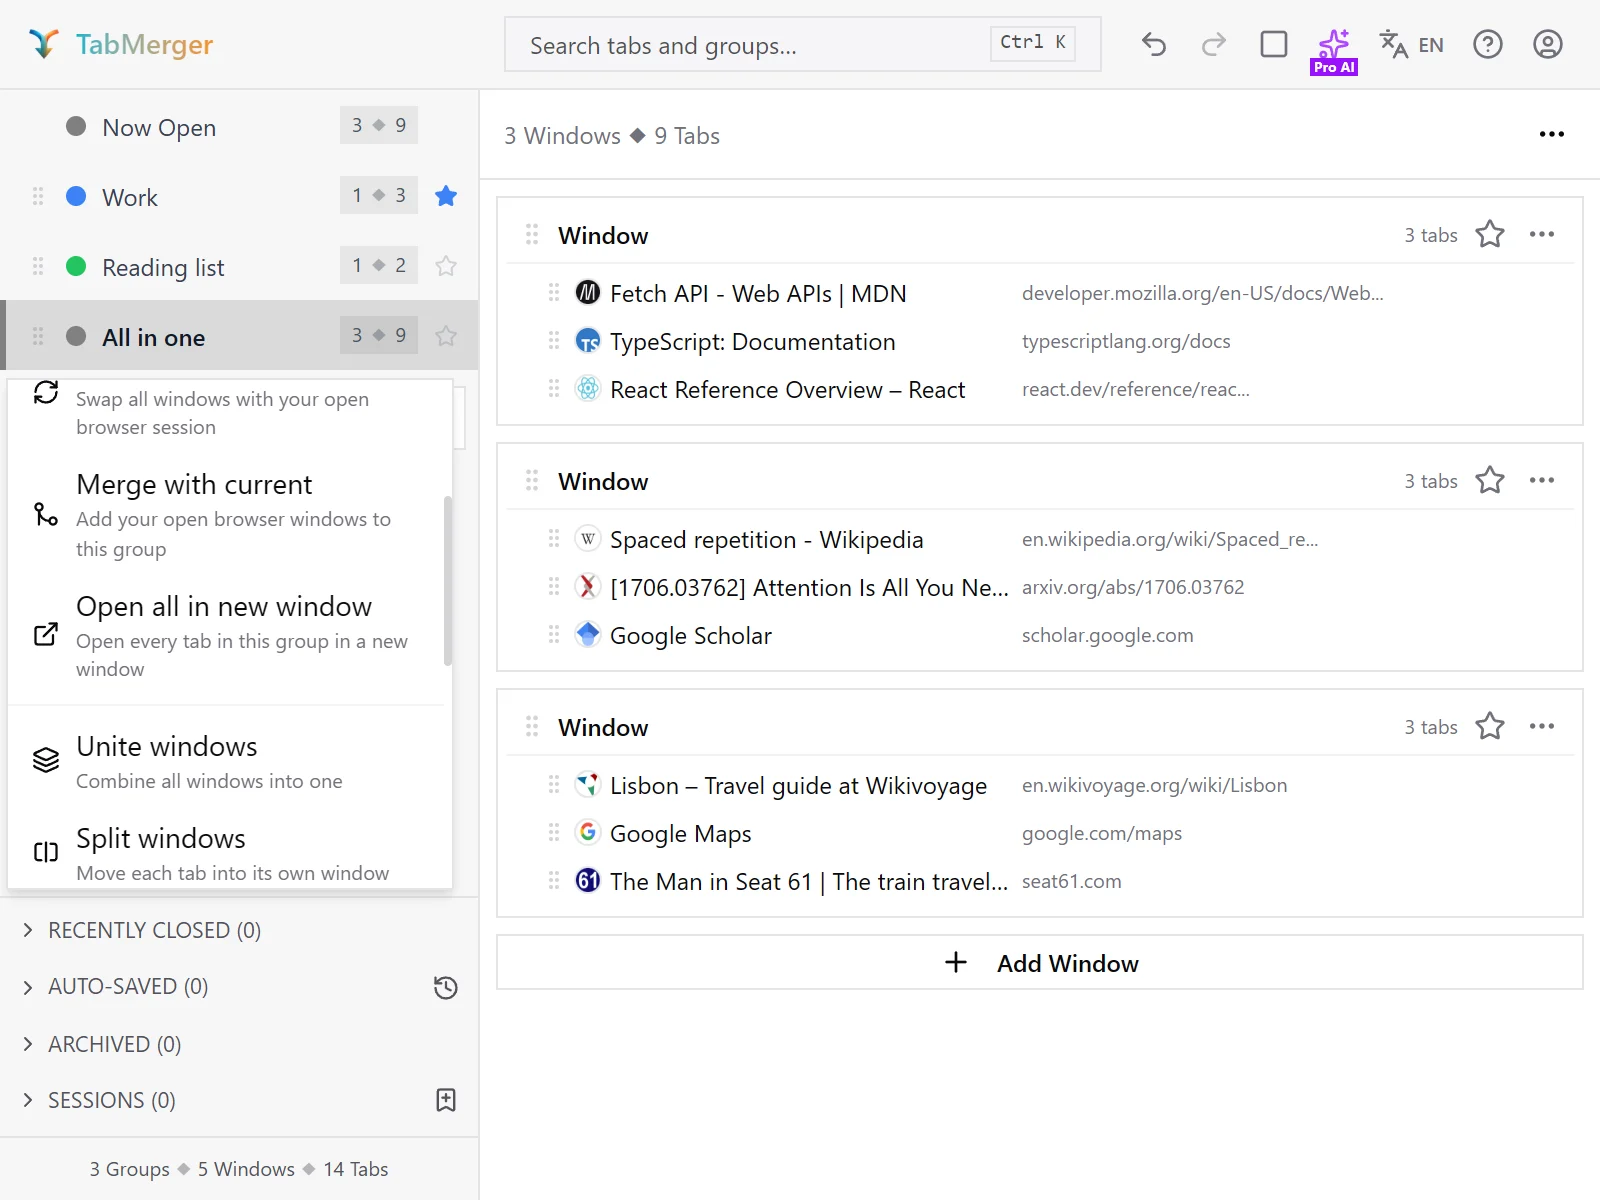 TabMerger
Search tabs and groups...
Ctrl K
Pro AI
EN
Now Open
3 ◆ 9
Work
1 ◆ 3
Reading list
1 ◆ 2
All in one
3 ◆ 9
Swap all windows with your open
browser session
Merge with current
Add your open browser windows to
this group
Open all in new window
Open every tab in this group in a new
window
Unite windows
Combine all windows into one
Split windows
Move each tab into its own window
RECENTLY CLOSED (0)
AUTO-SAVED (0)
ARCHIVED (0)
SESSIONS (0)
3 Groups ◆ 5 Windows ◆ 14 Tabs
3 Windows ◆ 9 Tabs
Window
3 tabs
Fetch API - Web APIs | MDN
developer.mozilla.org/en-US/docs/Web...
TypeScript: Documentation
typescriptlang.org/docs
React Reference Overview – React
react.dev/reference/reac...
Window
3 tabs
Spaced repetition - Wikipedia
en.wikipedia.org/wiki/Spaced_re...
[1706.03762] Attention Is All You Ne...
arxiv.org/abs/1706.03762
Google Scholar
scholar.google.com
Window
3 tabs
Lisbon – Travel guide at Wikivoyage
en.wikivoyage.org/wiki/Lisbon
Google Maps
google.com/maps
The Man in Seat 61 | The train travel...
seat61.com
Add Window